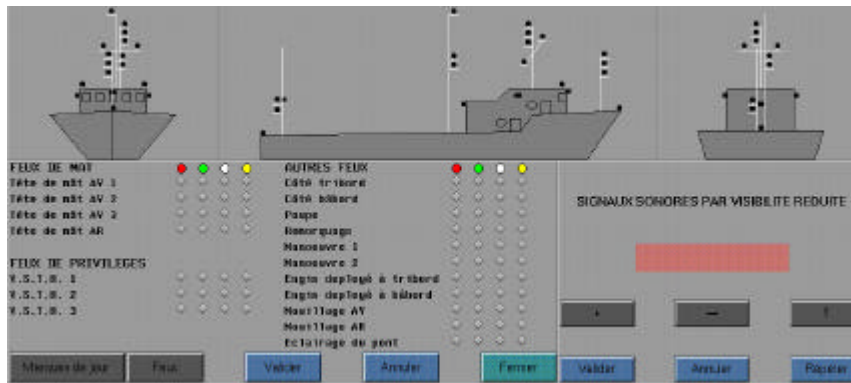 FEUX DE MAT
Tête de mât AV 1
Tête de mât AV 2
Tête de mât AV 3
Tête de mât AR
FEUX DE PRIVILEGES
V.S.T.H. 1
V.S.T.H. 2
V.S.T.H. 3
AUTRES FEUX
Côté tribord
Côté bâbord
Poupe
Remorquage
Manoeuvre 1
Manoeuvre 2
Engin deployé à tribord
Engin deployé à bâbord
Mouillage AV
Mouillage AR
Eclairage du pont
SIGNAUX SONORES PAR VISIBILITE REDUITE
Marques de jour
Feux
Valider
Annuler
Fermer
Valider
Annuler
Répéter